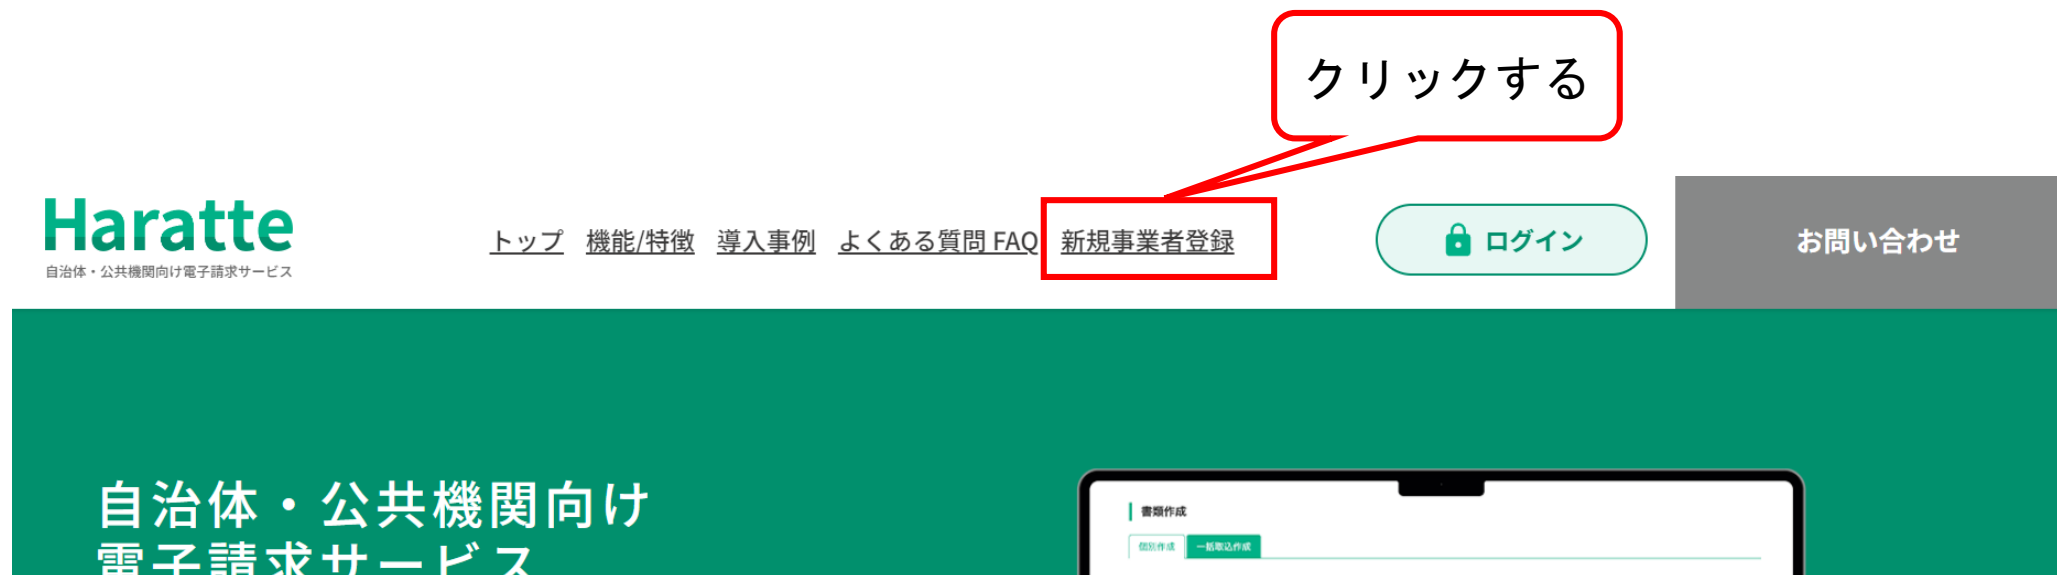 クリックする
Haratte
自治体・公共機関向け電子請求サービス
トップ 機能/特徴 導入事例 よくある質問 FAQ 新規事業者登録
ログイン
お問い合わせ
自治体・公共機関向け
電子請求サービス
書類作成
個別作成 一括取込作成